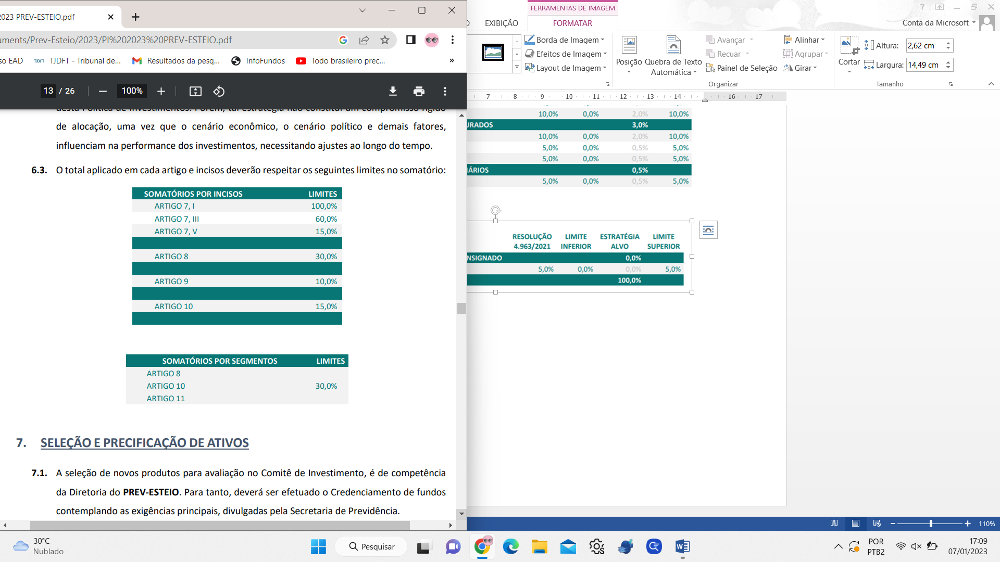 2023 PREV-ESTEIO.pdf
uments/Prev-Esteio/2023/PI%202023%20PREV-ESTEIO.pdf
so EAD
TJDFT TJDFT - Tribunal de...
Resultados da pesq...
InfoFundos
Todo brasileiro prec...
»
13 / 26
100%
desta Política de Investimentos. Porém, tal estratégia não constitui um compromisso rígido
de alocação, uma vez que o cenário econômico, o cenário político e demais fatores,
influenciam na performance dos investimentos, necessitando ajustes ao longo do tempo.
6.3. O total aplicado em cada artigo e incisos deverão respeitar os seguintes limites no somatório:
SOMATÓRIOS POR INCISOS LIMITES
ARTIGO 7, I 100,0%
ARTIGO 7, III 60,0%
ARTIGO 7, V 15,0%
ARTIGO 8 30,0%
ARTIGO 9 10,0%
ARTIGO 10 15,0%
SOMATÓRIOS POR SEGMENTOS LIMITES
ARTIGO 8
ARTIGO 10 30,0%
ARTIGO 11
7. SELEÇÃO E PRECIFICAÇÃO DE ATIVOS
7.1. A seleção de novos produtos para avaliação no Comitê de Investimento, é de competência
da Diretoria do PREV-ESTEIO. Para tanto, deverá ser efetuado o Credenciamento de fundos
contemplando as exigências principais, divulgadas pela Secretaria de Previdência.
FERRAMENTAS DE IMAGEM
O EXIBIÇÃO FORMATAR
Conta da Microsoft
Borda de Imagem
Efeitos de Imagem
Layout de Imagem
Posição
Quebra de Texto
Automática
Avançar
Recuar
Painel de Seleção
Alinhar
Agrupar
Girar
Organizar
Cortar
Altura: 2,62 cm
Largura: 14,49 cm
Tamanho
7 8 9 10 11 12 13 14 16 17
10,0% 0,0% 2,0% 10,0%
URADOS 3,0%
10,0% 0,0% 2,0% 10,0%
5,0% 0,0% 0,5% 5,0%
5,0% 0,0% 0,5% 5,0%
IÁRIOS 0,5%
5,0% 0,0% 0,5% 5,0%
RESOLUÇÃO LIMITE ESTRATÉGIA LIMITE
4.963/2021 INFERIOR ALVO SUPERIOR
NSIGNADO 0,0%
5,0% 0,0% 0,0% 5,0%
100,0%
110%
30°C
Nublado
Pesquisar
POR
PTB2
17:09
07/01/2023